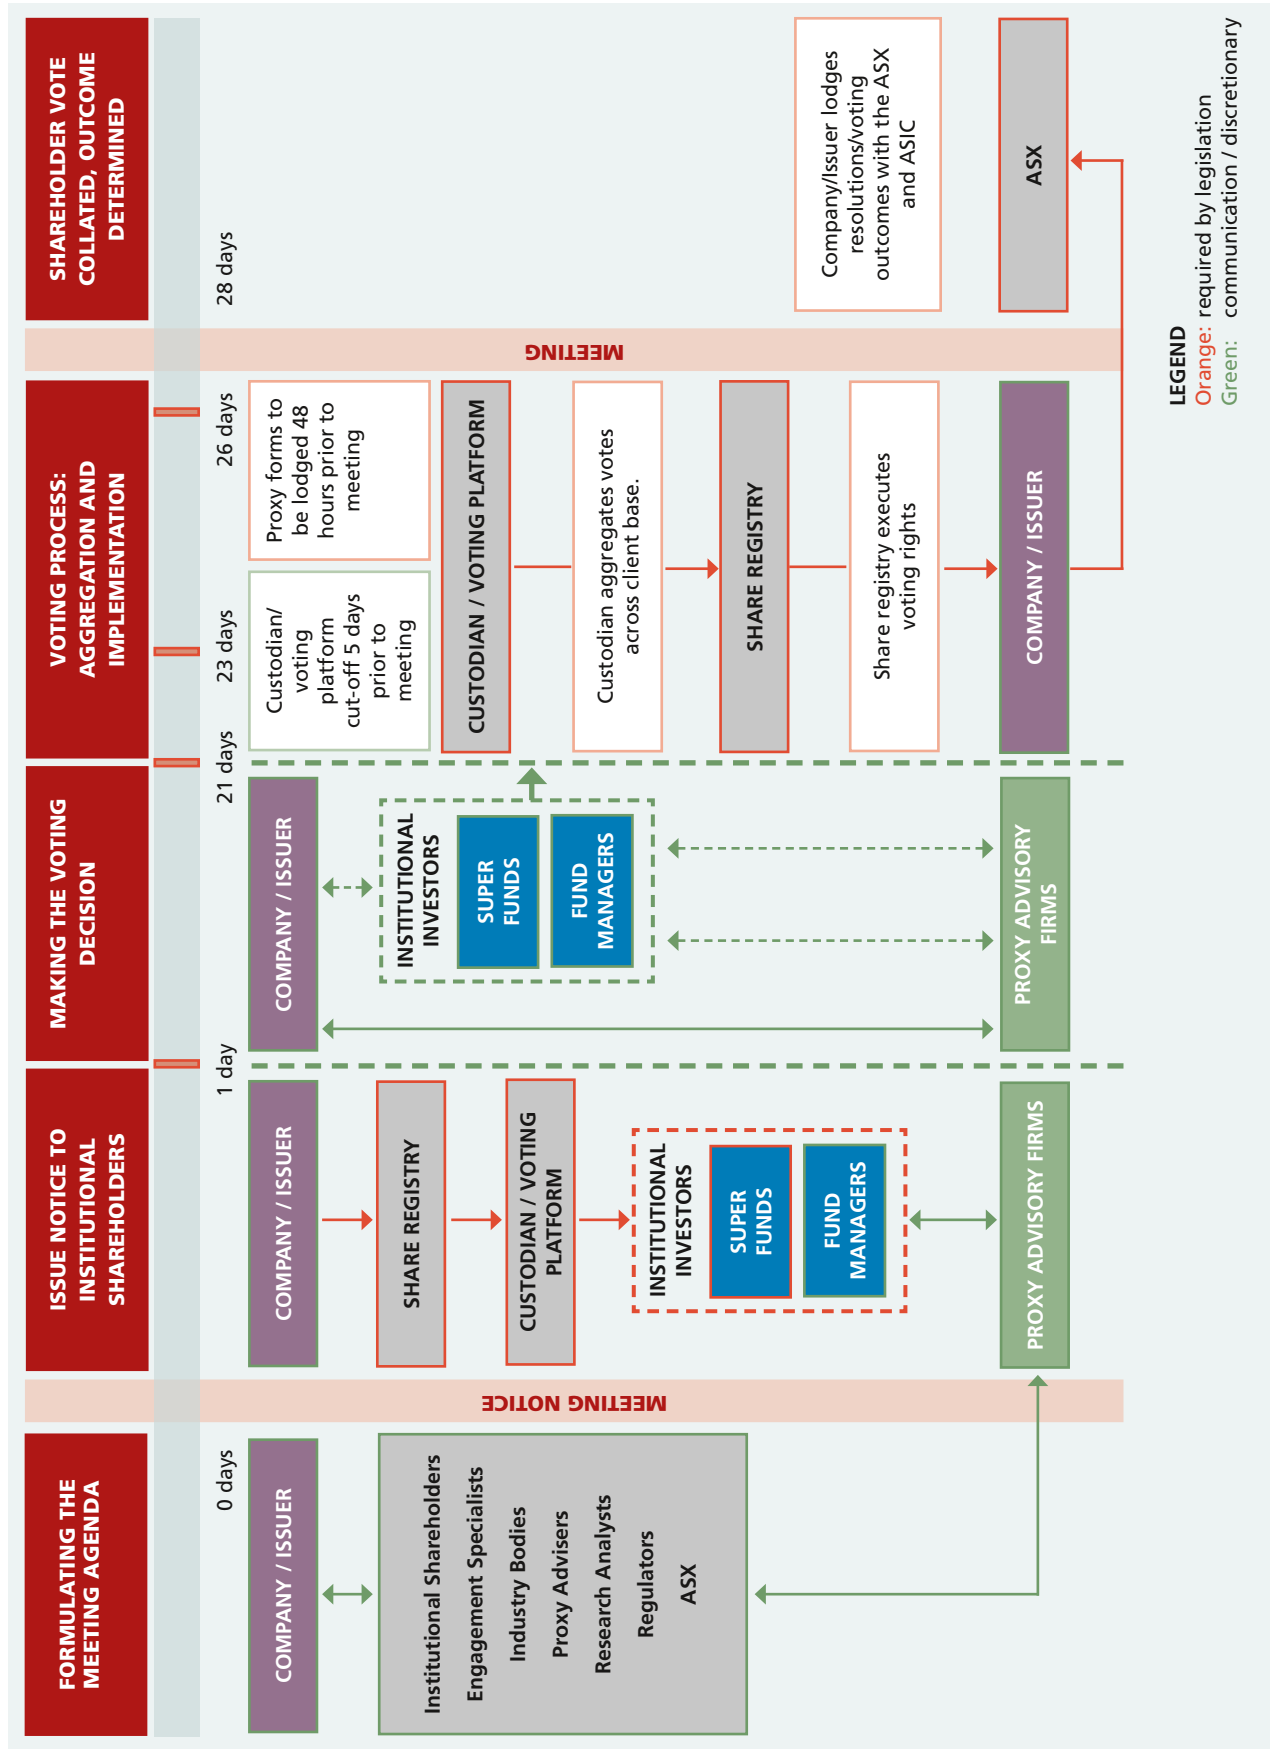 FORMULATING THE
MEETING AGENDA
0 days
COMPANY / ISSUER
Institutional Shareholders
Engagement Specialists
Industry Bodies
Proxy Advisers
Research Analysts
Regulators
ASX
MEETING NOTICE
ISSUE NOTICE TO
INSTITUTIONAL
SHAREHOLDERS
1 day
COMPANY / ISSUER
SHARE REGISTRY
CUSTODIAN / VOTING
PLATFORM
INSTITUTIONAL
INVESTORS
SUPER
FUNDS
FUND
MANAGERS
PROXY ADVISORY FIRMS
MAKING THE VOTING
DECISION
21 days
COMPANY / ISSUER
INSTITUTIONAL
INVESTORS
SUPER
FUNDS
FUND
MANAGERS
PROXY ADVISORY
FIRMS
VOTING PROCESS:
AGGREGATION AND
IMPLEMENTATION
23 days
26 days
Custodian/
voting
platform
cut-off 5 days
prior to
meeting
Proxy forms to
be lodged 48
hours prior to
meeting
CUSTODIAN / VOTING PLATFORM
Custodian aggregates votes
across client base.
SHARE REGISTRY
Share registry executes
voting rights
COMPANY / ISSUER
MEETING
SHAREHOLDER VOTE
COLLATED, OUTCOME
DETERMINED
28 days
Company/Issuer lodges
resolutions/voting
outcomes with the ASX
and ASIC
ASX
LEGEND
Orange: required by legislation
Green: communication / discretionary